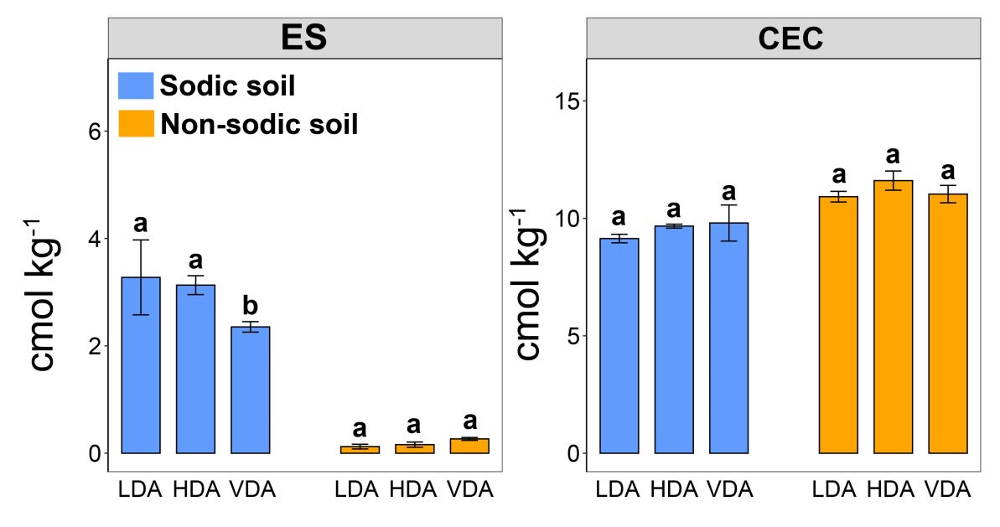 ES
Sodic soil
Non-sodic soil
cmol kg-1
6
4
2
0
a
a
b
a
a
a
LDA HDA VDA
LDA HDA VDA
CEC
cmol kg-1
15
10
5
0
a
a
a
a
a
a
LDA HDA VDA
LDA HDA VDA